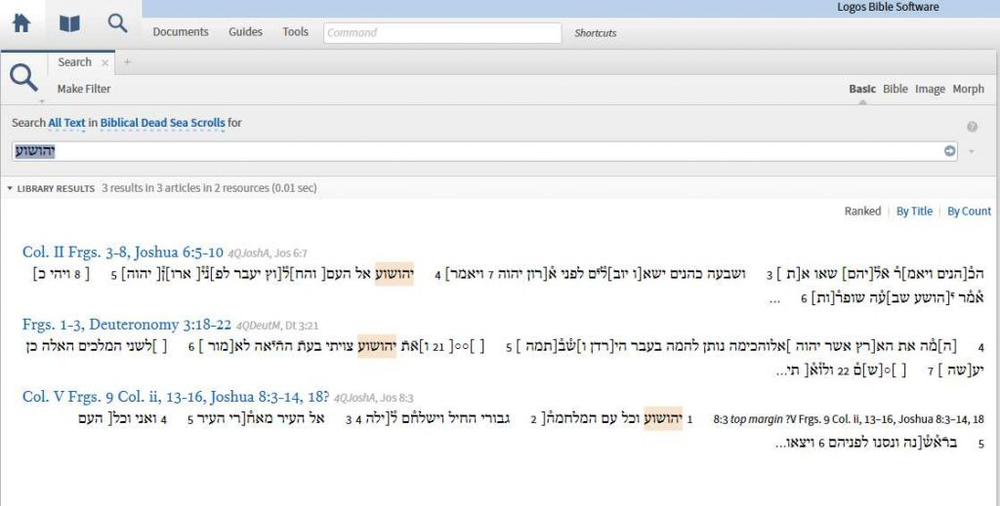 Logos Bible Software
Documents Guides Tools Command Shortcuts
Search × +
Make Filter Basic Bible Image Morph
Search All Text in Biblical Dead Sea Scrolls for ?
יהושוע
LIBRARY RESULTS 3 results in 3 articles in 2 resources (0.01 sec)
Ranked By Title By Count
Col. II Frgs. 3-8, Joshua 6:5-10 4QJoshA, Jos 6:7
הכ֯[הנים ויאמ]ר֯ אל֯[יהם] שאו א[ת ] 3 ושבעה כהנים ישא[ו יוב]ל֯י֯ם לפני א֯[רון יהוה 7 ויאמר] 4 יהושוע אל העם[ והח]ל֯[וץ יעבר לפ]נ֯י֯[ ארו]ן֯[ יהוה] 5 [ 8 ויהי כ]
א֯מ֯ר י֯[הושע שב]ע֯ה שופר֯[ות] 6 ...
Frgs. 1-3, Deuteronomy 3:18-22 4QDeutM, Dt 3:21
4 [ה]מ֯ה את הא[רץ אשר יהוה ]אלוהכימה נותן להמה בעבר הי[רדן ו]ש֯ב֯[תמה ] 5 [ ]○○[ 21 ו]א֯ת֯ יהושוע צויתי בעת֯ הה֯י֯אה לא[מור ] 6 [ ]לשני המלכים האלה כן
יע[שה ] 7 [ ]○[ש]ם֯ 22 ולו֯א֯[ תי...
Col. V Frgs. 9 Col. ii, 13-16, Joshua 8:3-14, 18? 4QJoshA, Jos 8:3
8:3 top margin ?V Frgs. 9 Col. ii, 13–16, Joshua 8:3–14, 18 1 יהושוע וכל עם המלחמה֯[ 2 גבורי החיל וישלח֯ם ל֯[ילה 4 3 אל העיר מאח֯[רי העיר 5 4 ואני וכל[ העם
5 בר֯א֯ש֯[נה ונסנו לפניהם 6 ויצאו...